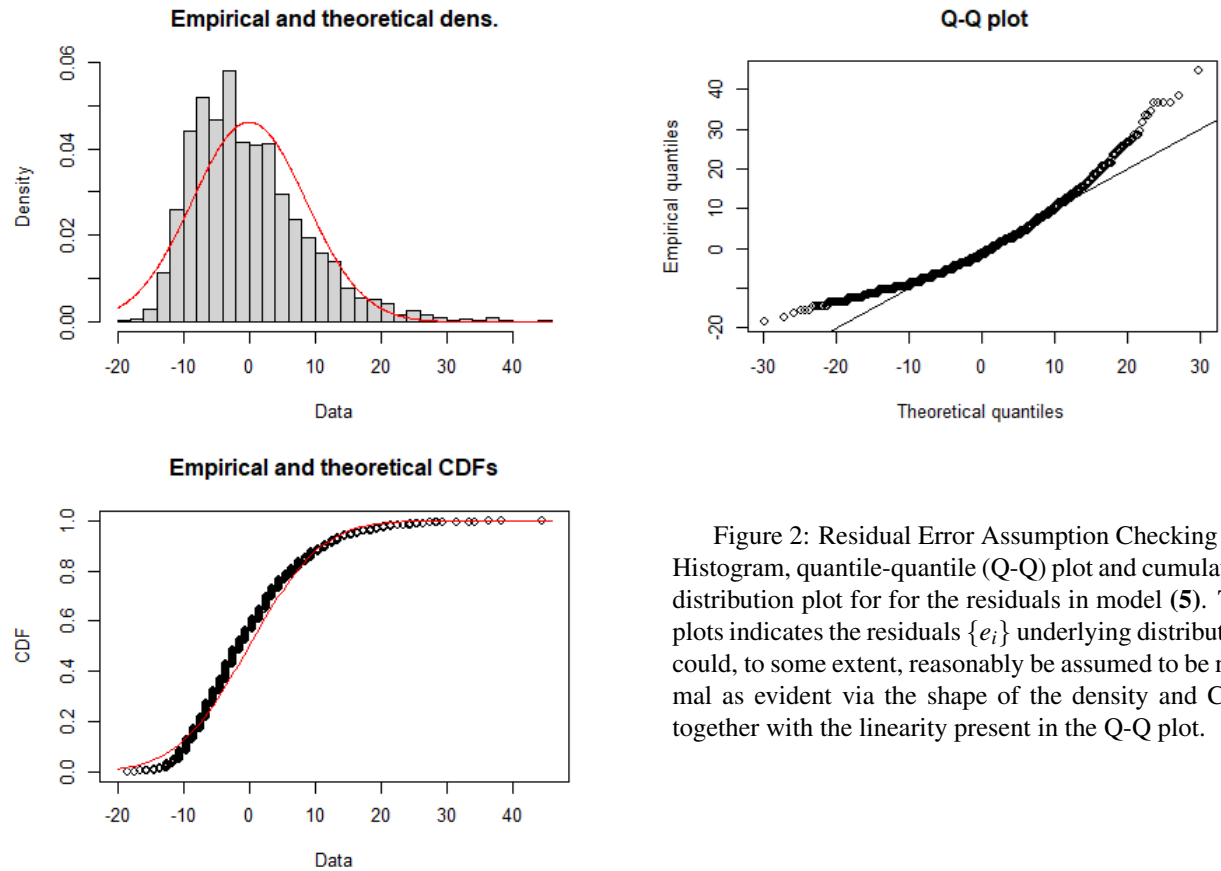 Empirical and theoretical dens.
Density
0.00 0.02 0.04 0.06
-20 -10 0 10 20 30 40
Data
Q-Q plot
Empirical quantiles
-20 0 10 20 30 40
-30 -20 -10 0 10 20 30
Theoretical quantiles
Empirical and theoretical CDFs
CDF
0.0 0.2 0.4 0.6 0.8 1.0
-20 -10 0 10 20 30 40
Data
Figure 2: Residual Error Assumption Checking
Histogram, quantile-quantile (Q-Q) plot and
distribution plot for for the residuals in model (5).
plots indicates the residuals {e_i} underlying
could, to some extent, reasonably be assumed to be
mal as evident via the shape of the density and
together with the linearity present in the Q-Q plot.